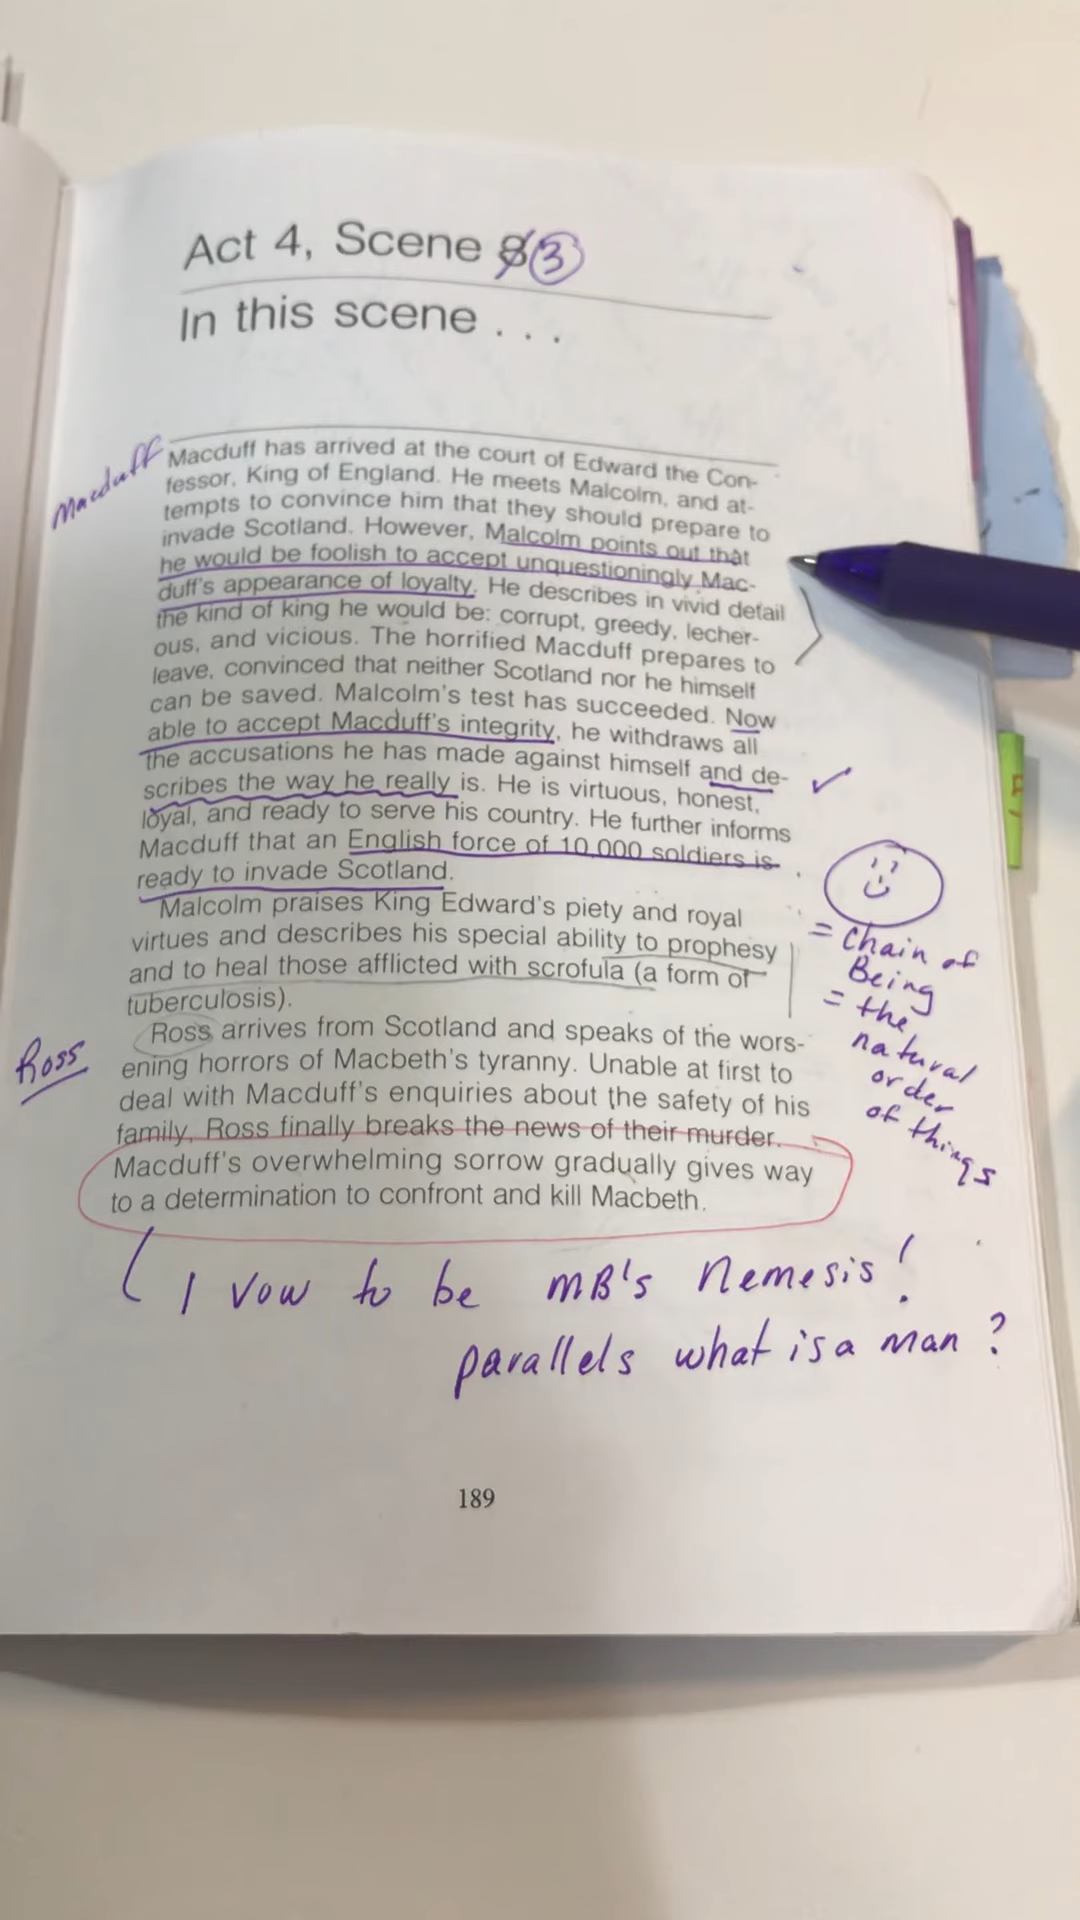 Act 4, Scene 8 3
In this scene . . .
Macduff
Macduff has arrived at the court of Edward the Con-
fessor, King of England. He meets Malcolm, and at-
tempts to convince him that they should prepare to
invade Scotland. However, Malcolm points out that
he would be foolish to accept unquestioningly Mac-
duff's appearance of loyalty. He describes in vivid detail
the kind of king he would be: corrupt, greedy, lecher-
ous, and vicious. The horrified Macduff prepares to
leave, convinced that neither Scotland nor he himself
can be saved. Malcolm's test has succeeded. Now
able to accept Macduff's integrity, he withdraws all
the accusations he has made against himself and de-
scribes the way he really is. He is virtuous, honest,
loyal, and ready to serve his country. He further informs
Macduff that an English force of 10,000 soldiers is
ready to invade Scotland.
Malcolm praises King Edward's piety and royal
virtues and describes his special ability to prophesy
and to heal those afflicted with scrofula (a form of
tuberculosis).
= Chain of
Being
= the
natural
order
of things
Ross
Ross arrives from Scotland and speaks of the wors-
ening horrors of Macbeth's tyranny. Unable at first to
deal with Macduff's enquiries about the safety of his
family, Ross finally breaks the news of their murder.
Macduff's overwhelming sorrow gradually gives way
to a determination to confront and kill Macbeth.
I vow to be MB's nemesis!
parallels what is a man?
189